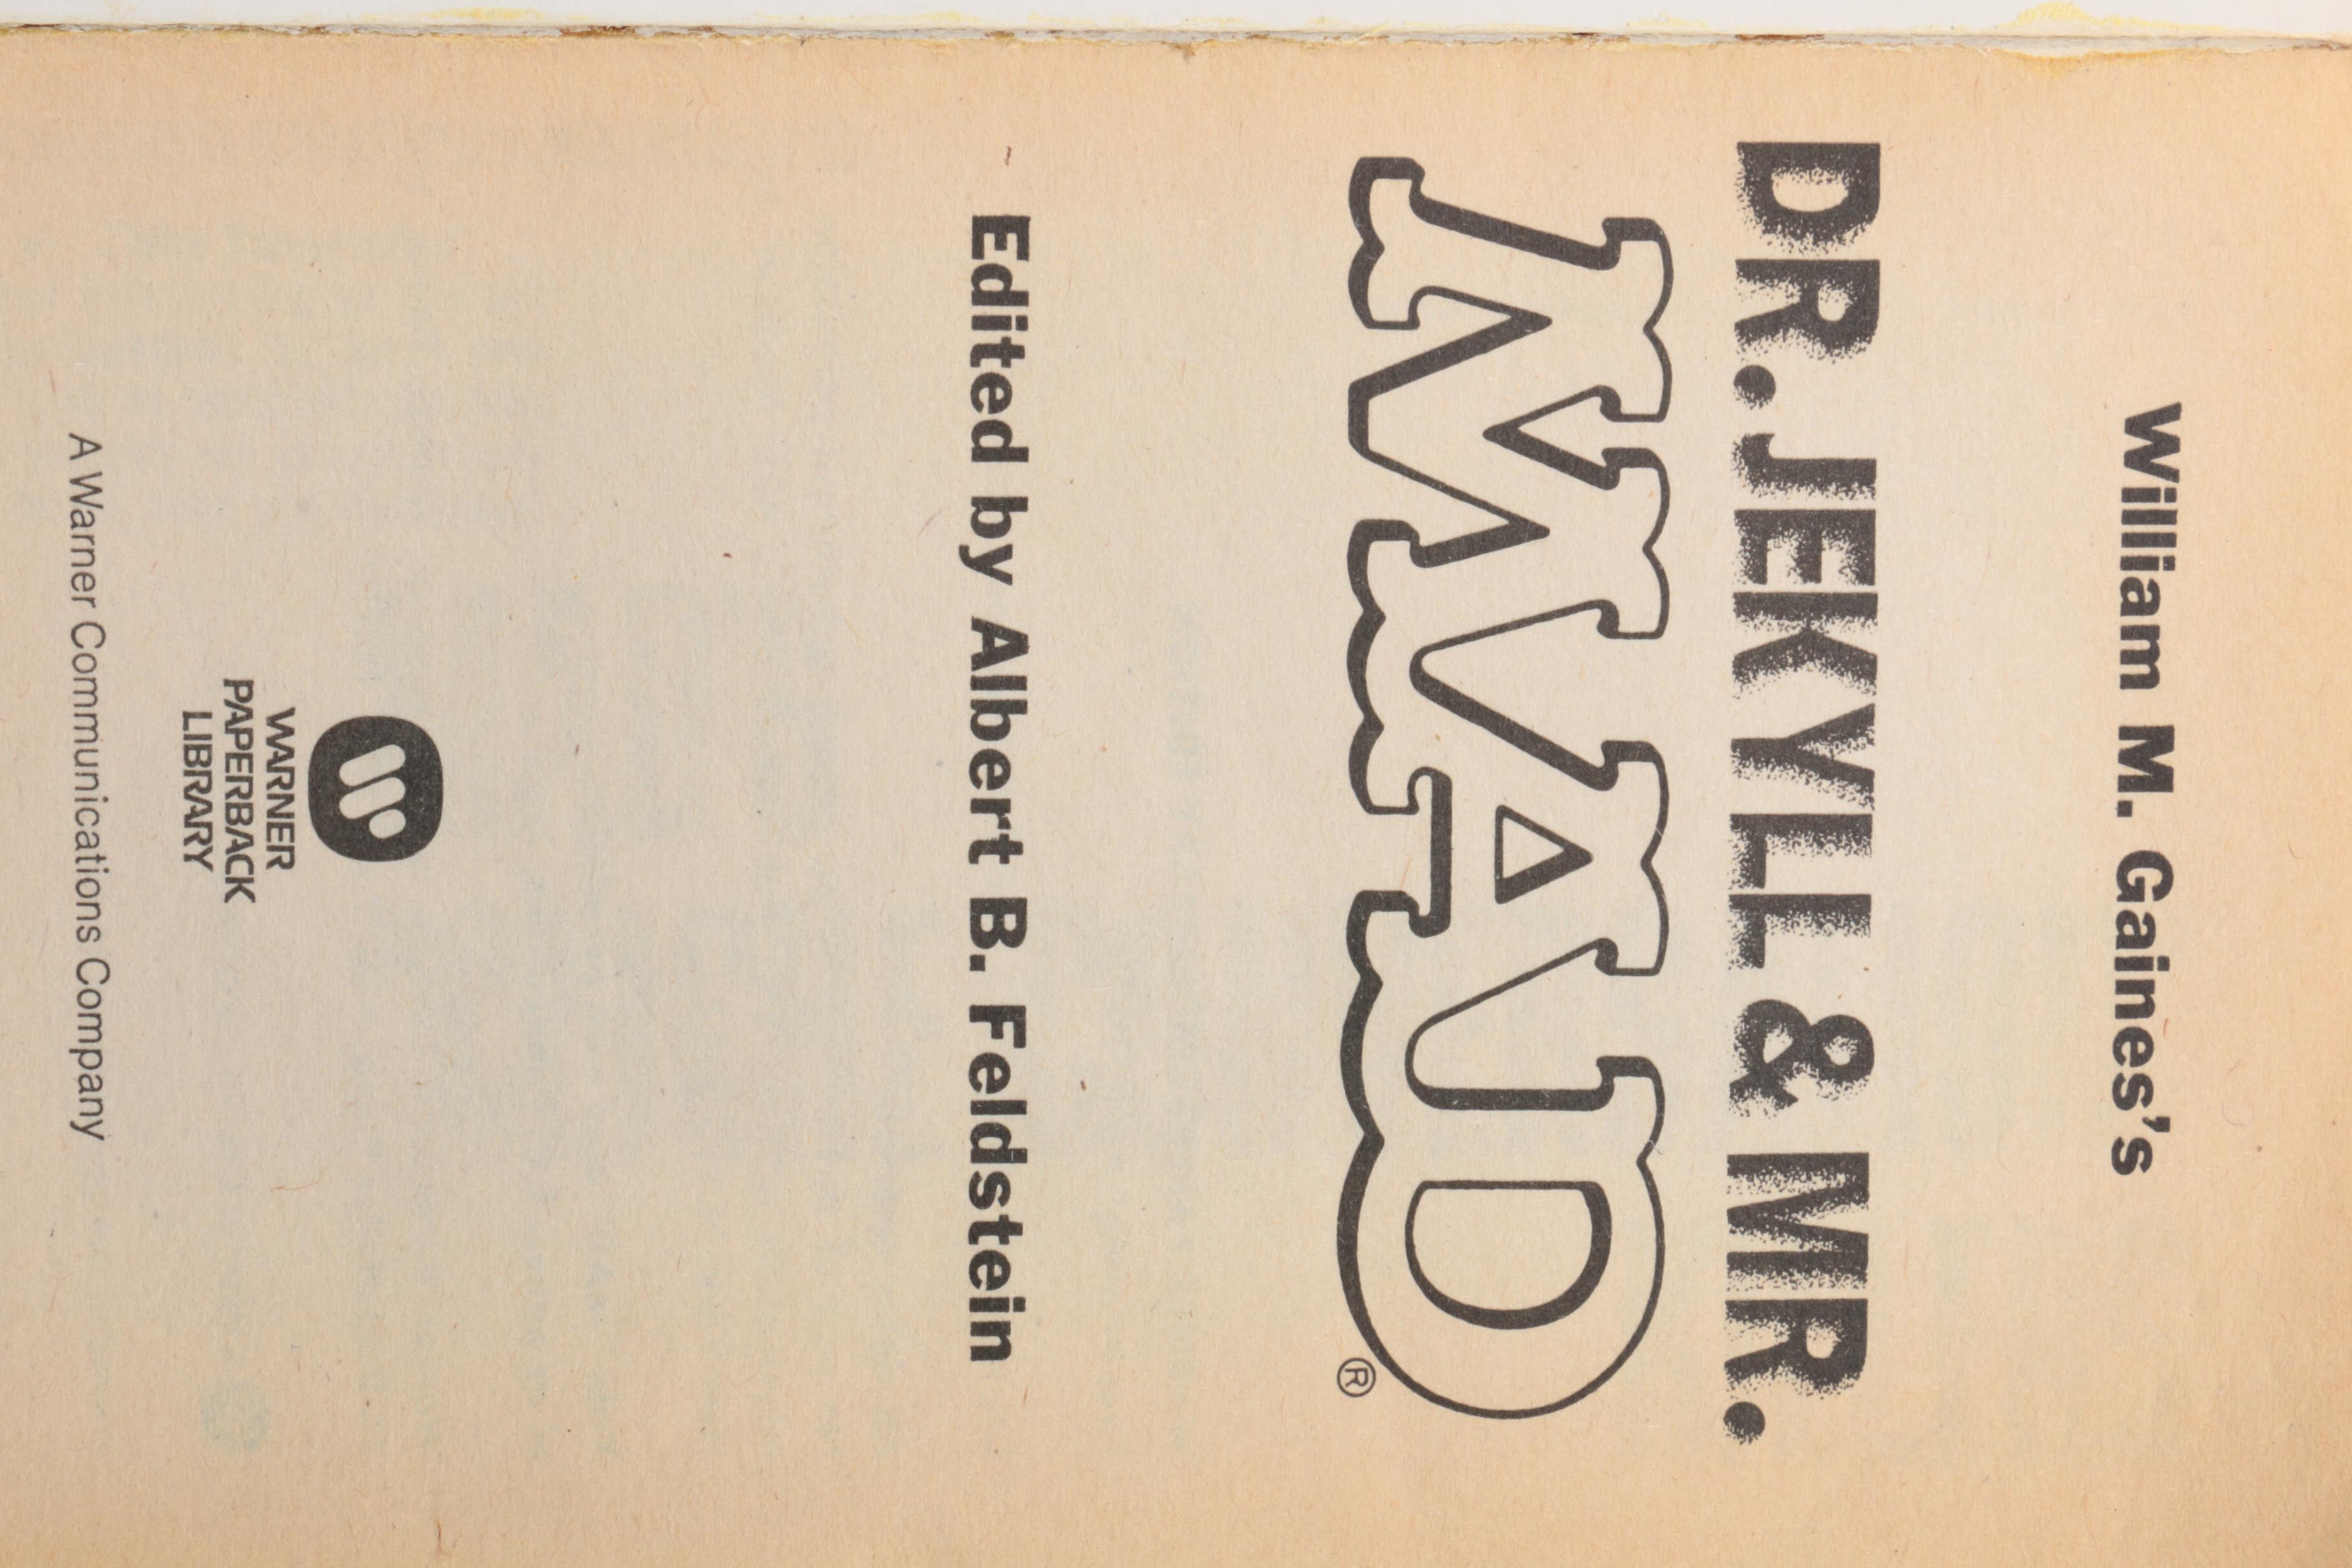 William M. Gaines's
DR. JEKYLL & MR.
MAD®
Edited by Albert B. Feldstein
WARNER
PAPERBACK
LIBRARY
A Warner Communications Company